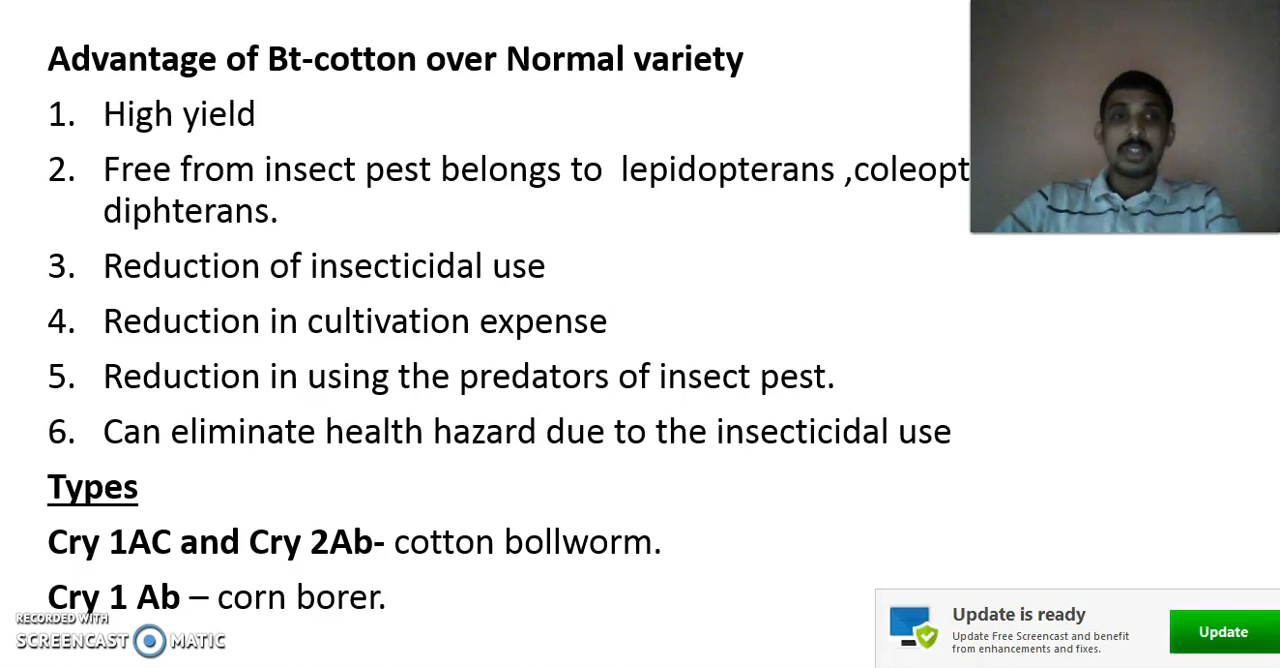 Advantage of Bt-cotton over Normal variety
1. High yield
2. Free from insect pest belongs to lepidopterans ,coleopt
diphterans.
3. Reduction of insecticidal use
4. Reduction in cultivation expense
5. Reduction in using the predators of insect pest.
6. Can eliminate health hazard due to the insecticidal use
Types
Cry 1AC and Cry 2Ab- cotton bollworm.
Cry 1 Ab – corn borer.
RECORDED WITH
SCREENCAST MATIC
Update is ready
Update Free Screencast and benefit
from enhancements and fixes.
Update